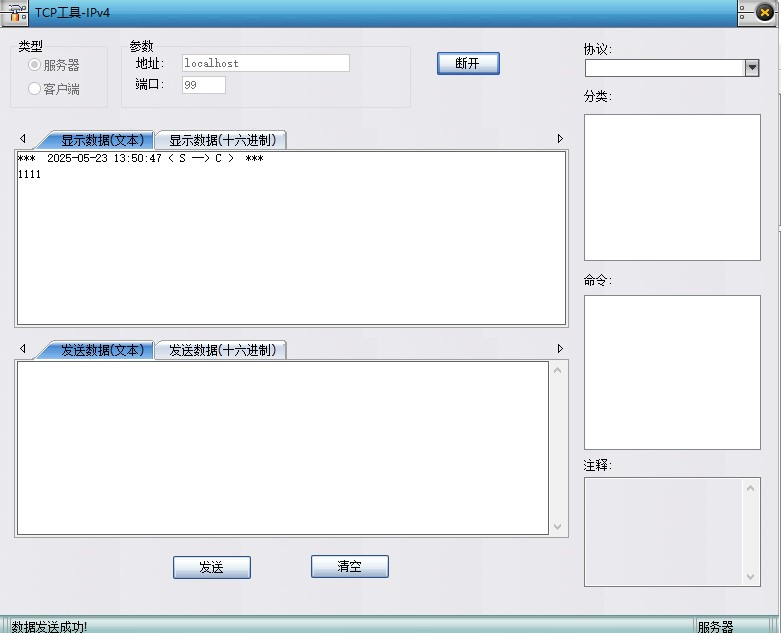 TCP工具-IPv4
类型
服务器
客户端
参数
地址: localhost
端口: 99
断开
显示数据(文本) 显示数据(十六进制)
*** 2025-05-23 13:50:47 < S —> C > ***
1111
发送数据(文本) 发送数据(十六进制)
发送 清空
协议:
分类:
命令:
注释:
数据发送成功! 服务器